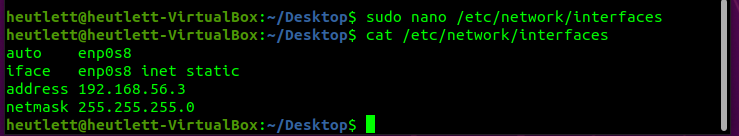 heutlett@heutlett-VirtualBox:~/Desktop$ sudo nano /etc/network/interfaces
heutlett@heutlett-VirtualBox:~/Desktop$ cat /etc/network/interfaces
auto    enp0s8
iface   enp0s8 inet static
address 192.168.56.3
netmask 255.255.255.0
heutlett@heutlett-VirtualBox:~/Desktop$